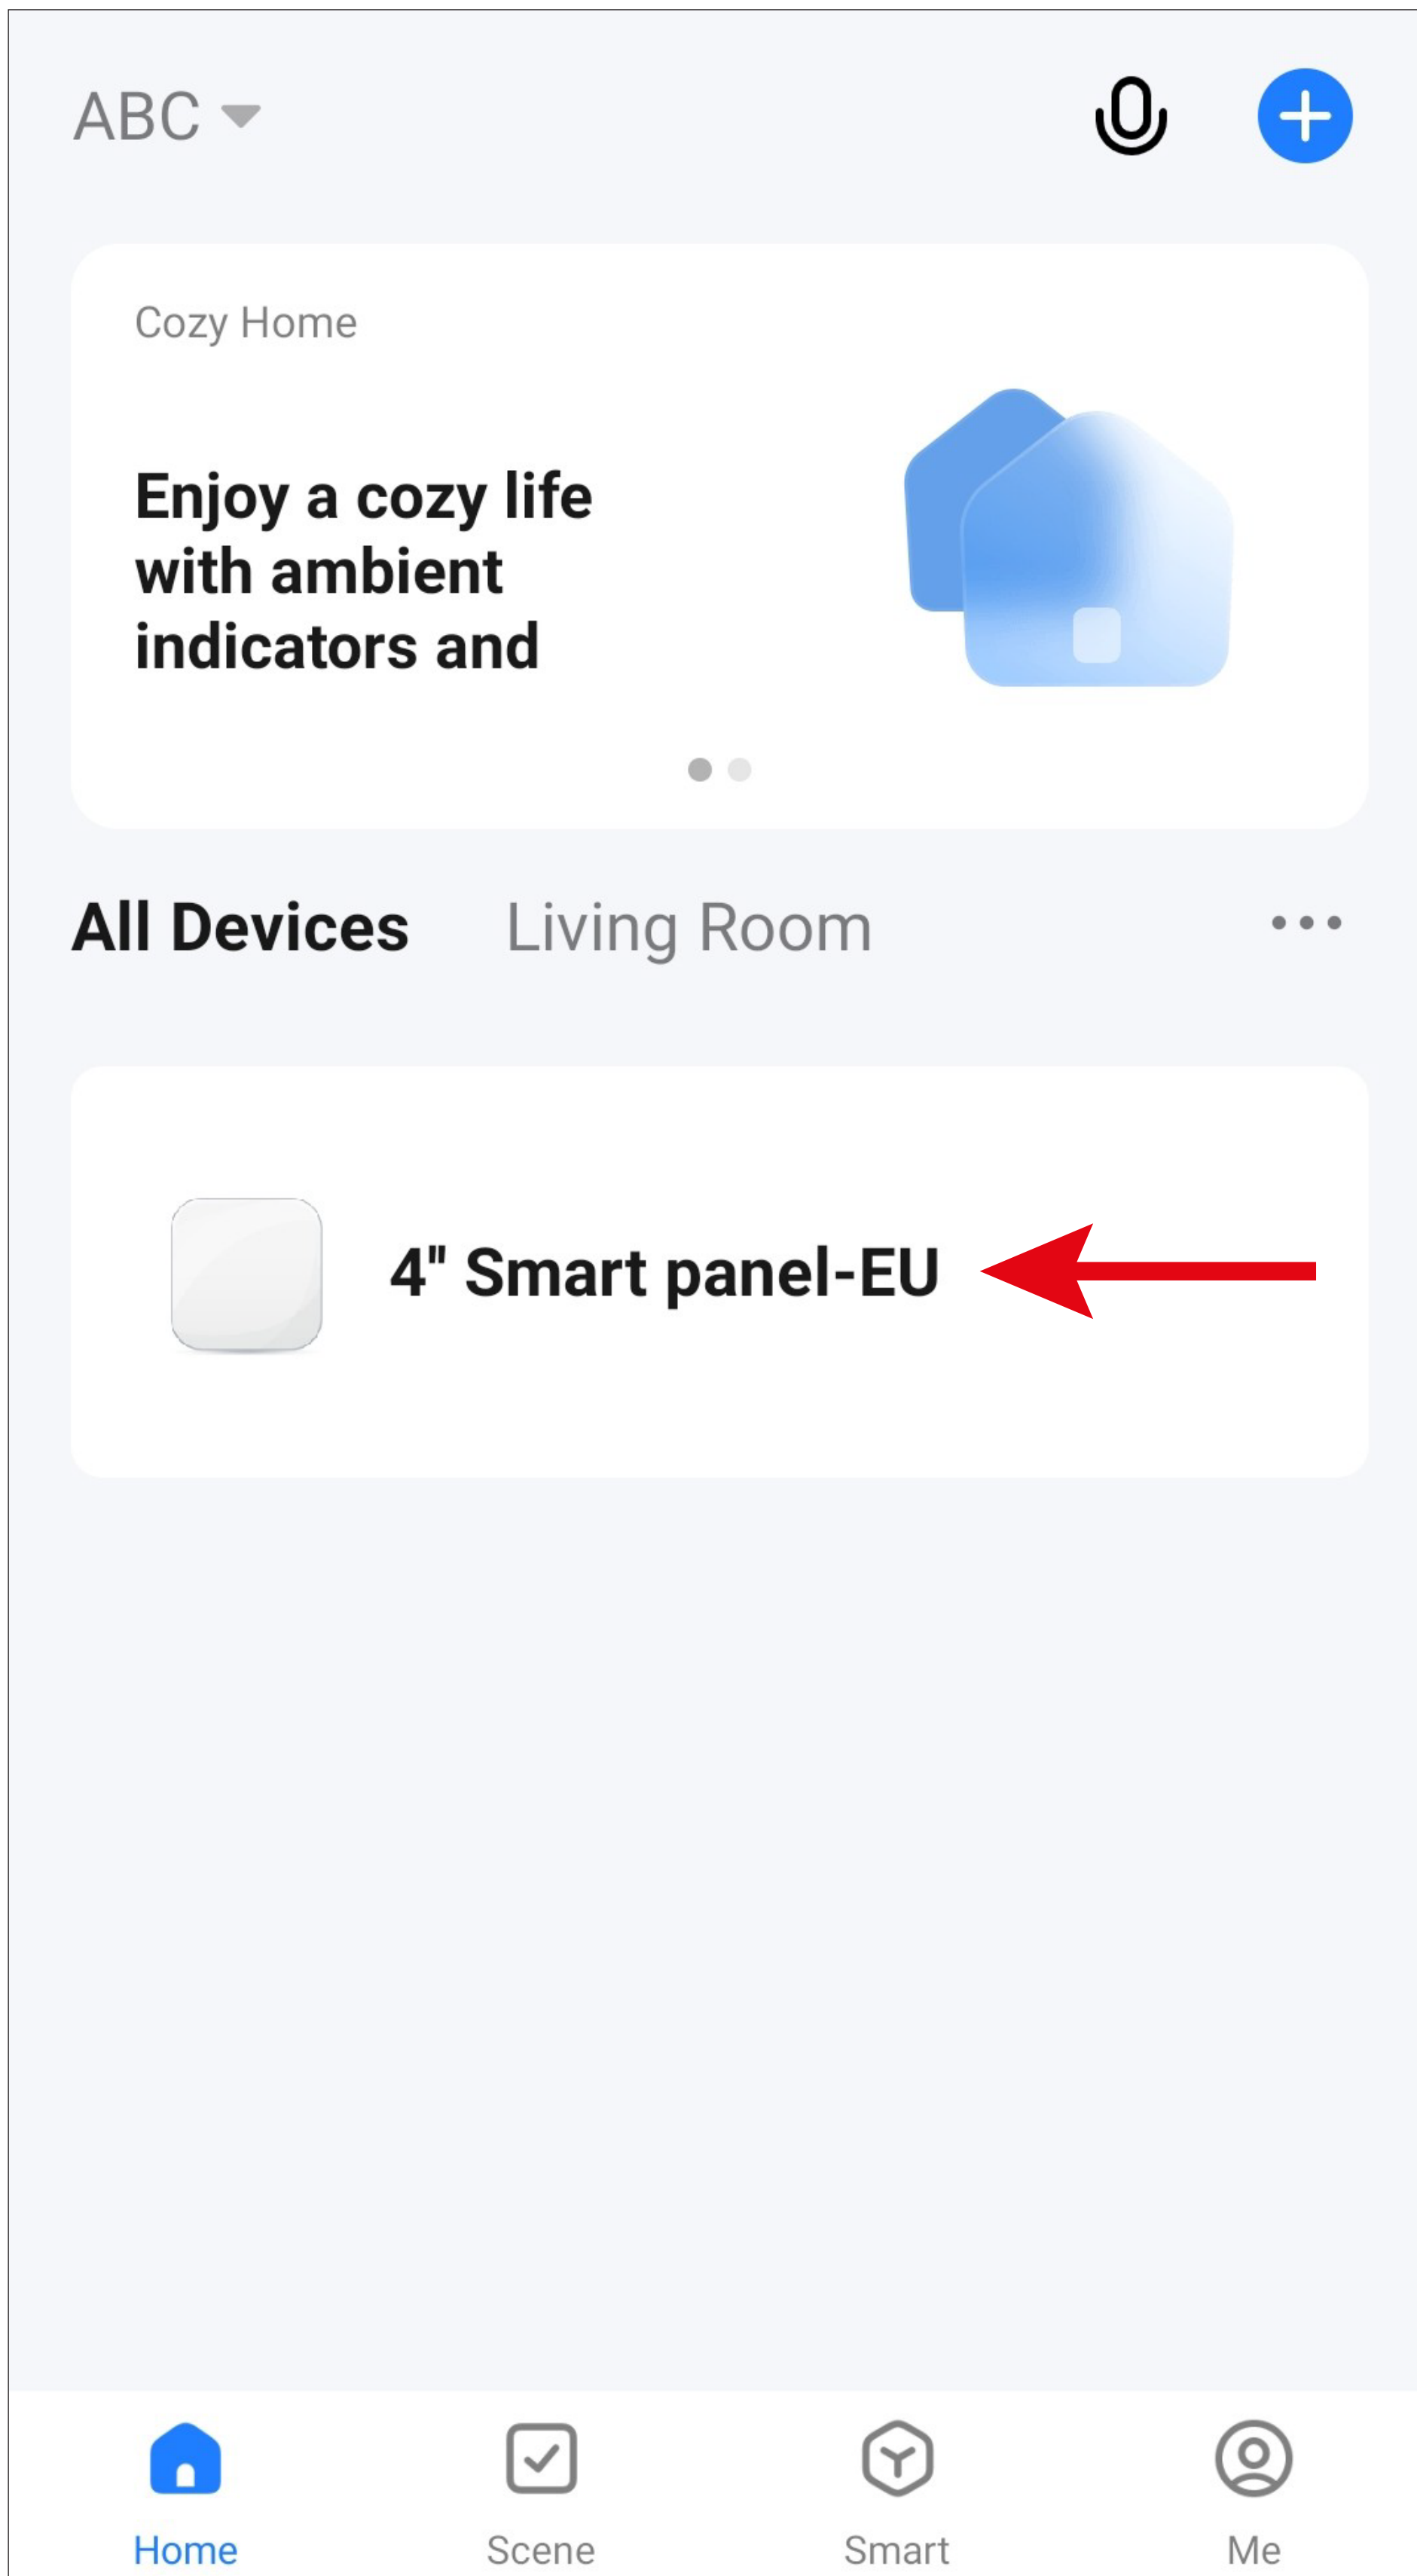 ABC
Cozy Home
Enjoy a cozy life
with ambient
indicators and
All Devices Living Room
4" Smart panel-EU
Home Scene Smart Me